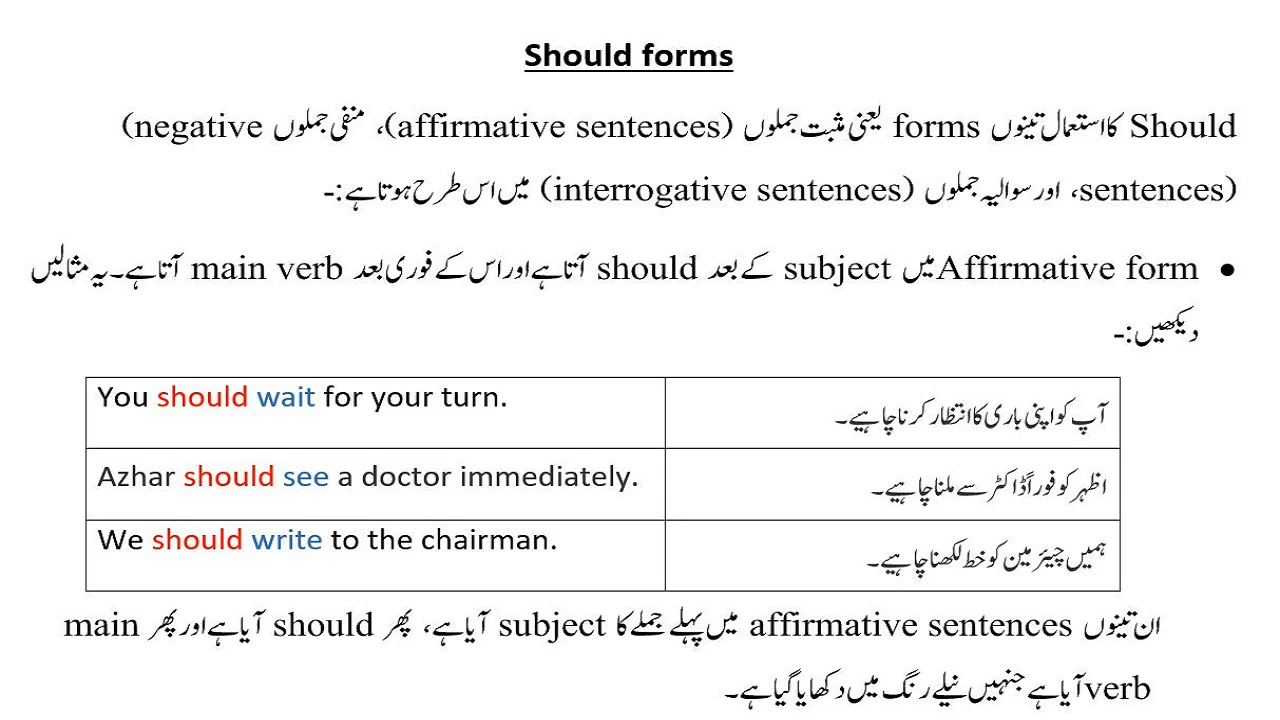 Should forms
Should کا استعمال تینوں forms یعنی مثبت جملوں (affirmative sentences)، منفی جملوں (negative
sentences)، اور سوالیہ جملوں (interrogative sentences) میں اس طرح ہوتا ہے:-
● Affirmative form میں subject کے بعد should آتا ہے اور اس کے فوری بعد main verb آتا ہے۔ یہ مثالیں
دیکھیں:-
You should wait for your turn.
آپ کو اپنی باری کا انتظار کرنا چاہیے۔
Azhar should see a doctor immediately.
اظہر کو فوراً ڈاکٹر سے ملنا چاہیے۔
We should write to the chairman.
ہمیں چیئرمین کو خط لکھنا چاہیے۔
ان تینوں affirmative sentences میں پہلے جملے کا subject آیا ہے، پھر should آیا ہے اور پھر main
verb آیا ہے جنہیں نیلے رنگ میں دکھایا گیا ہے۔